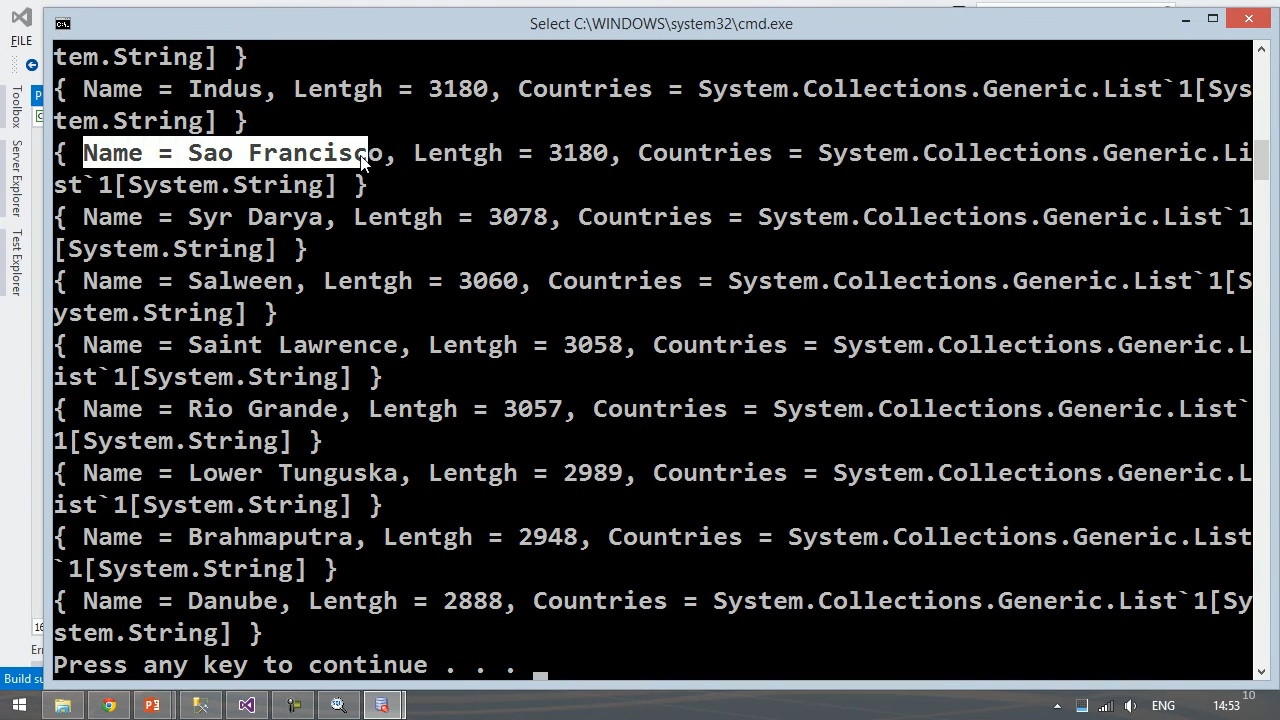 Select C:\WINDOWS\system32\cmd.exe
FILE
Toolbox
Server Explorer
Test Explorer
tem.String] }
{ Name = Indus, Lentgh = 3180, Countries = System.Collections.Generic.List`1[Sys
tem.String] }
{ Name = Sao Francisco, Lentgh = 3180, Countries = System.Collections.Generic.Li
st`1[System.String] }
{ Name = Syr Darya, Lentgh = 3078, Countries = System.Collections.Generic.List`1
[System.String] }
{ Name = Salween, Lentgh = 3060, Countries = System.Collections.Generic.List`1[S
ystem.String] }
{ Name = Saint Lawrence, Lentgh = 3058, Countries = System.Collections.Generic.L
ist`1[System.String] }
{ Name = Rio Grande, Lentgh = 3057, Countries = System.Collections.Generic.List`
1[System.String] }
{ Name = Lower Tunguska, Lentgh = 2989, Countries = System.Collections.Generic.L
ist`1[System.String] }
{ Name = Brahmaputra, Lentgh = 2948, Countries = System.Collections.Generic.List
`1[System.String] }
{ Name = Danube, Lentgh = 2888, Countries = System.Collections.Generic.List`1[Sy
stem.String] }
Press any key to continue . . .
Build su
ENG
14:53
10